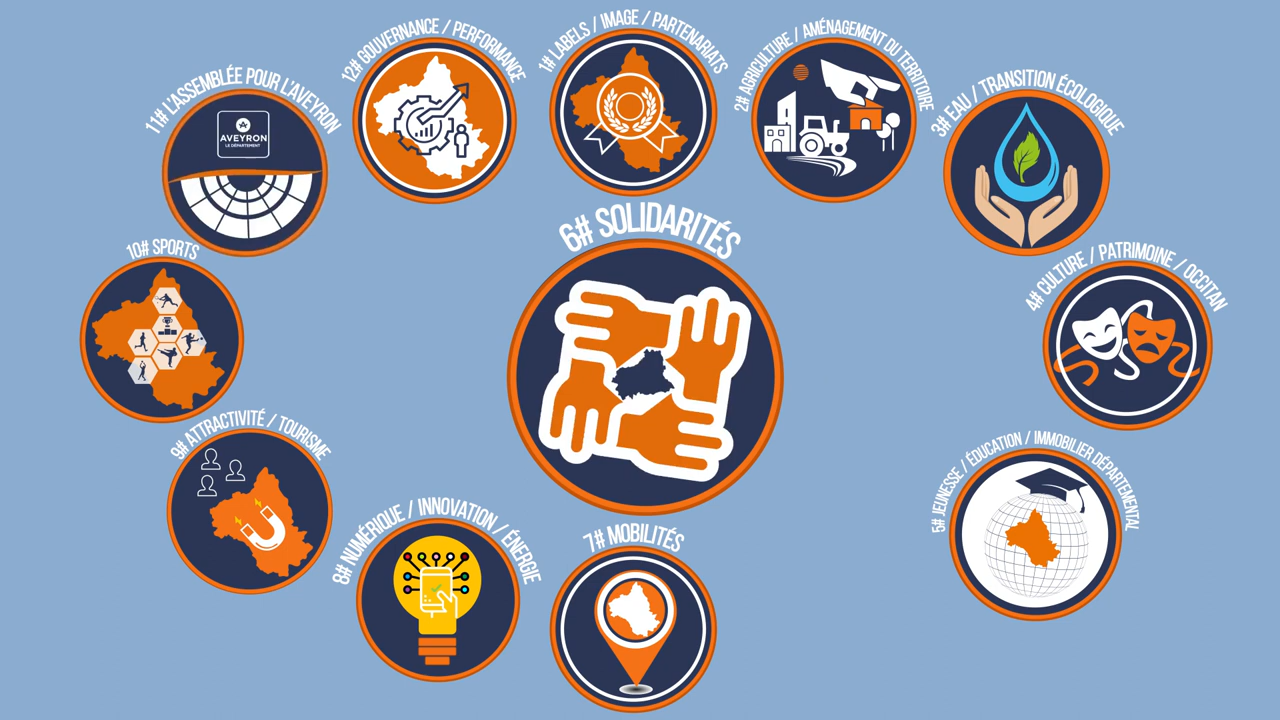 1# LABELS / IMAGE / PARTENARIATS
2# AGRICULTURE / AMÉNAGEMENT DU TERRITOIRE
3# EAU / TRANSITION ÉCOLOGIQUE
4# CULTURE / PATRIMOINE / OCCITAN
5# JEUNESSE / ÉDUCATION / IMMOBILIER DÉPARTEMENTAL
6# SOLIDARITÉS
7# MOBILITÉS
8# NUMÉRIQUE / INNOVATION / ÉNERGIE
9# ATTRACTIVITÉ / TOURISME
10# SPORTS
11# L'ASSEMBLÉE POUR L'AVEYRON
AVEYRON
LE DÉPARTEMENT
12# GOUVERNANCE / PERFORMANCE